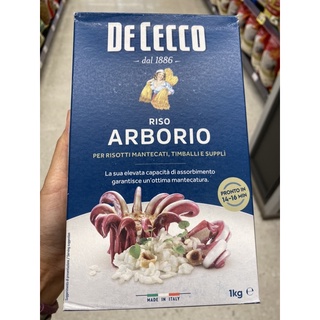 DE CECCO
dal 1886
RISO
ARBORIO
PER RISOTTI MANTECATI, TIMBALLI E SUPPLÌ
La sua elevata capacità di assorbimento
garantisce un'ottima mantecatura.
PRONTO IN
14-16 MIN
MADE IN ITALY
1kg e